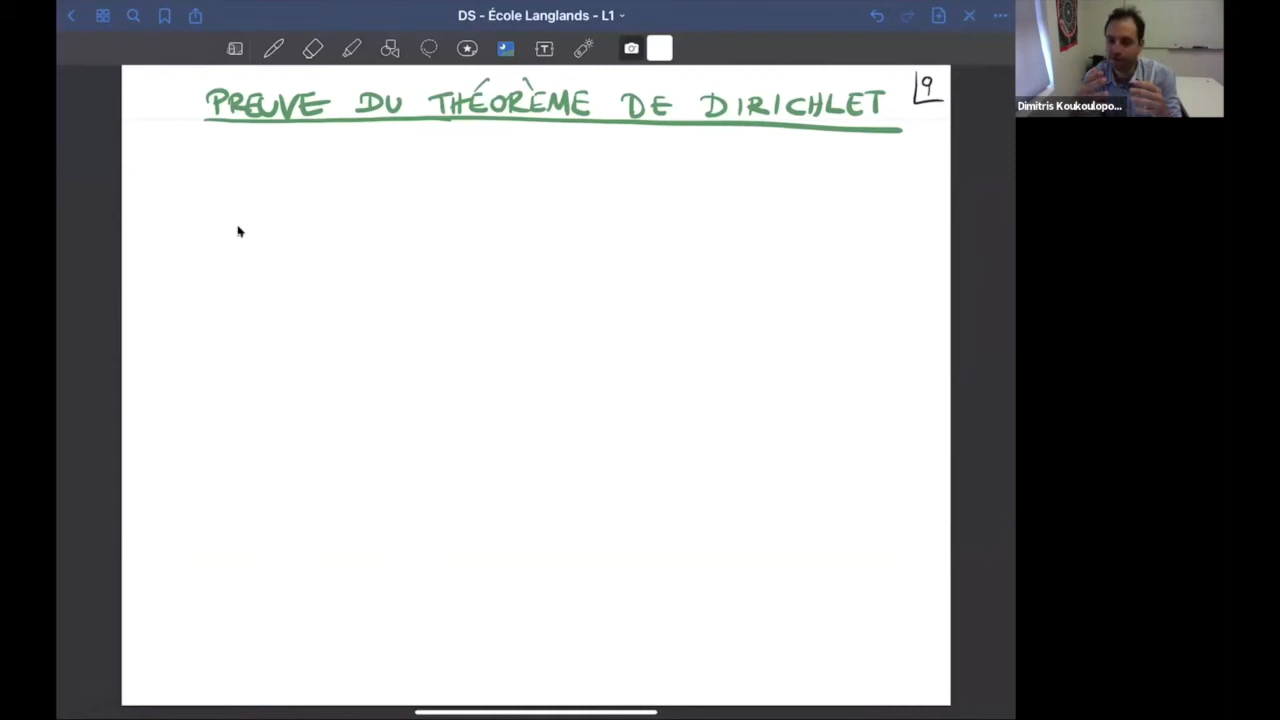 DS - École Langlands - L1
PREUVE DU THÉORÈME DE DIRICHLET
9
Dimitris Koukoulopo...